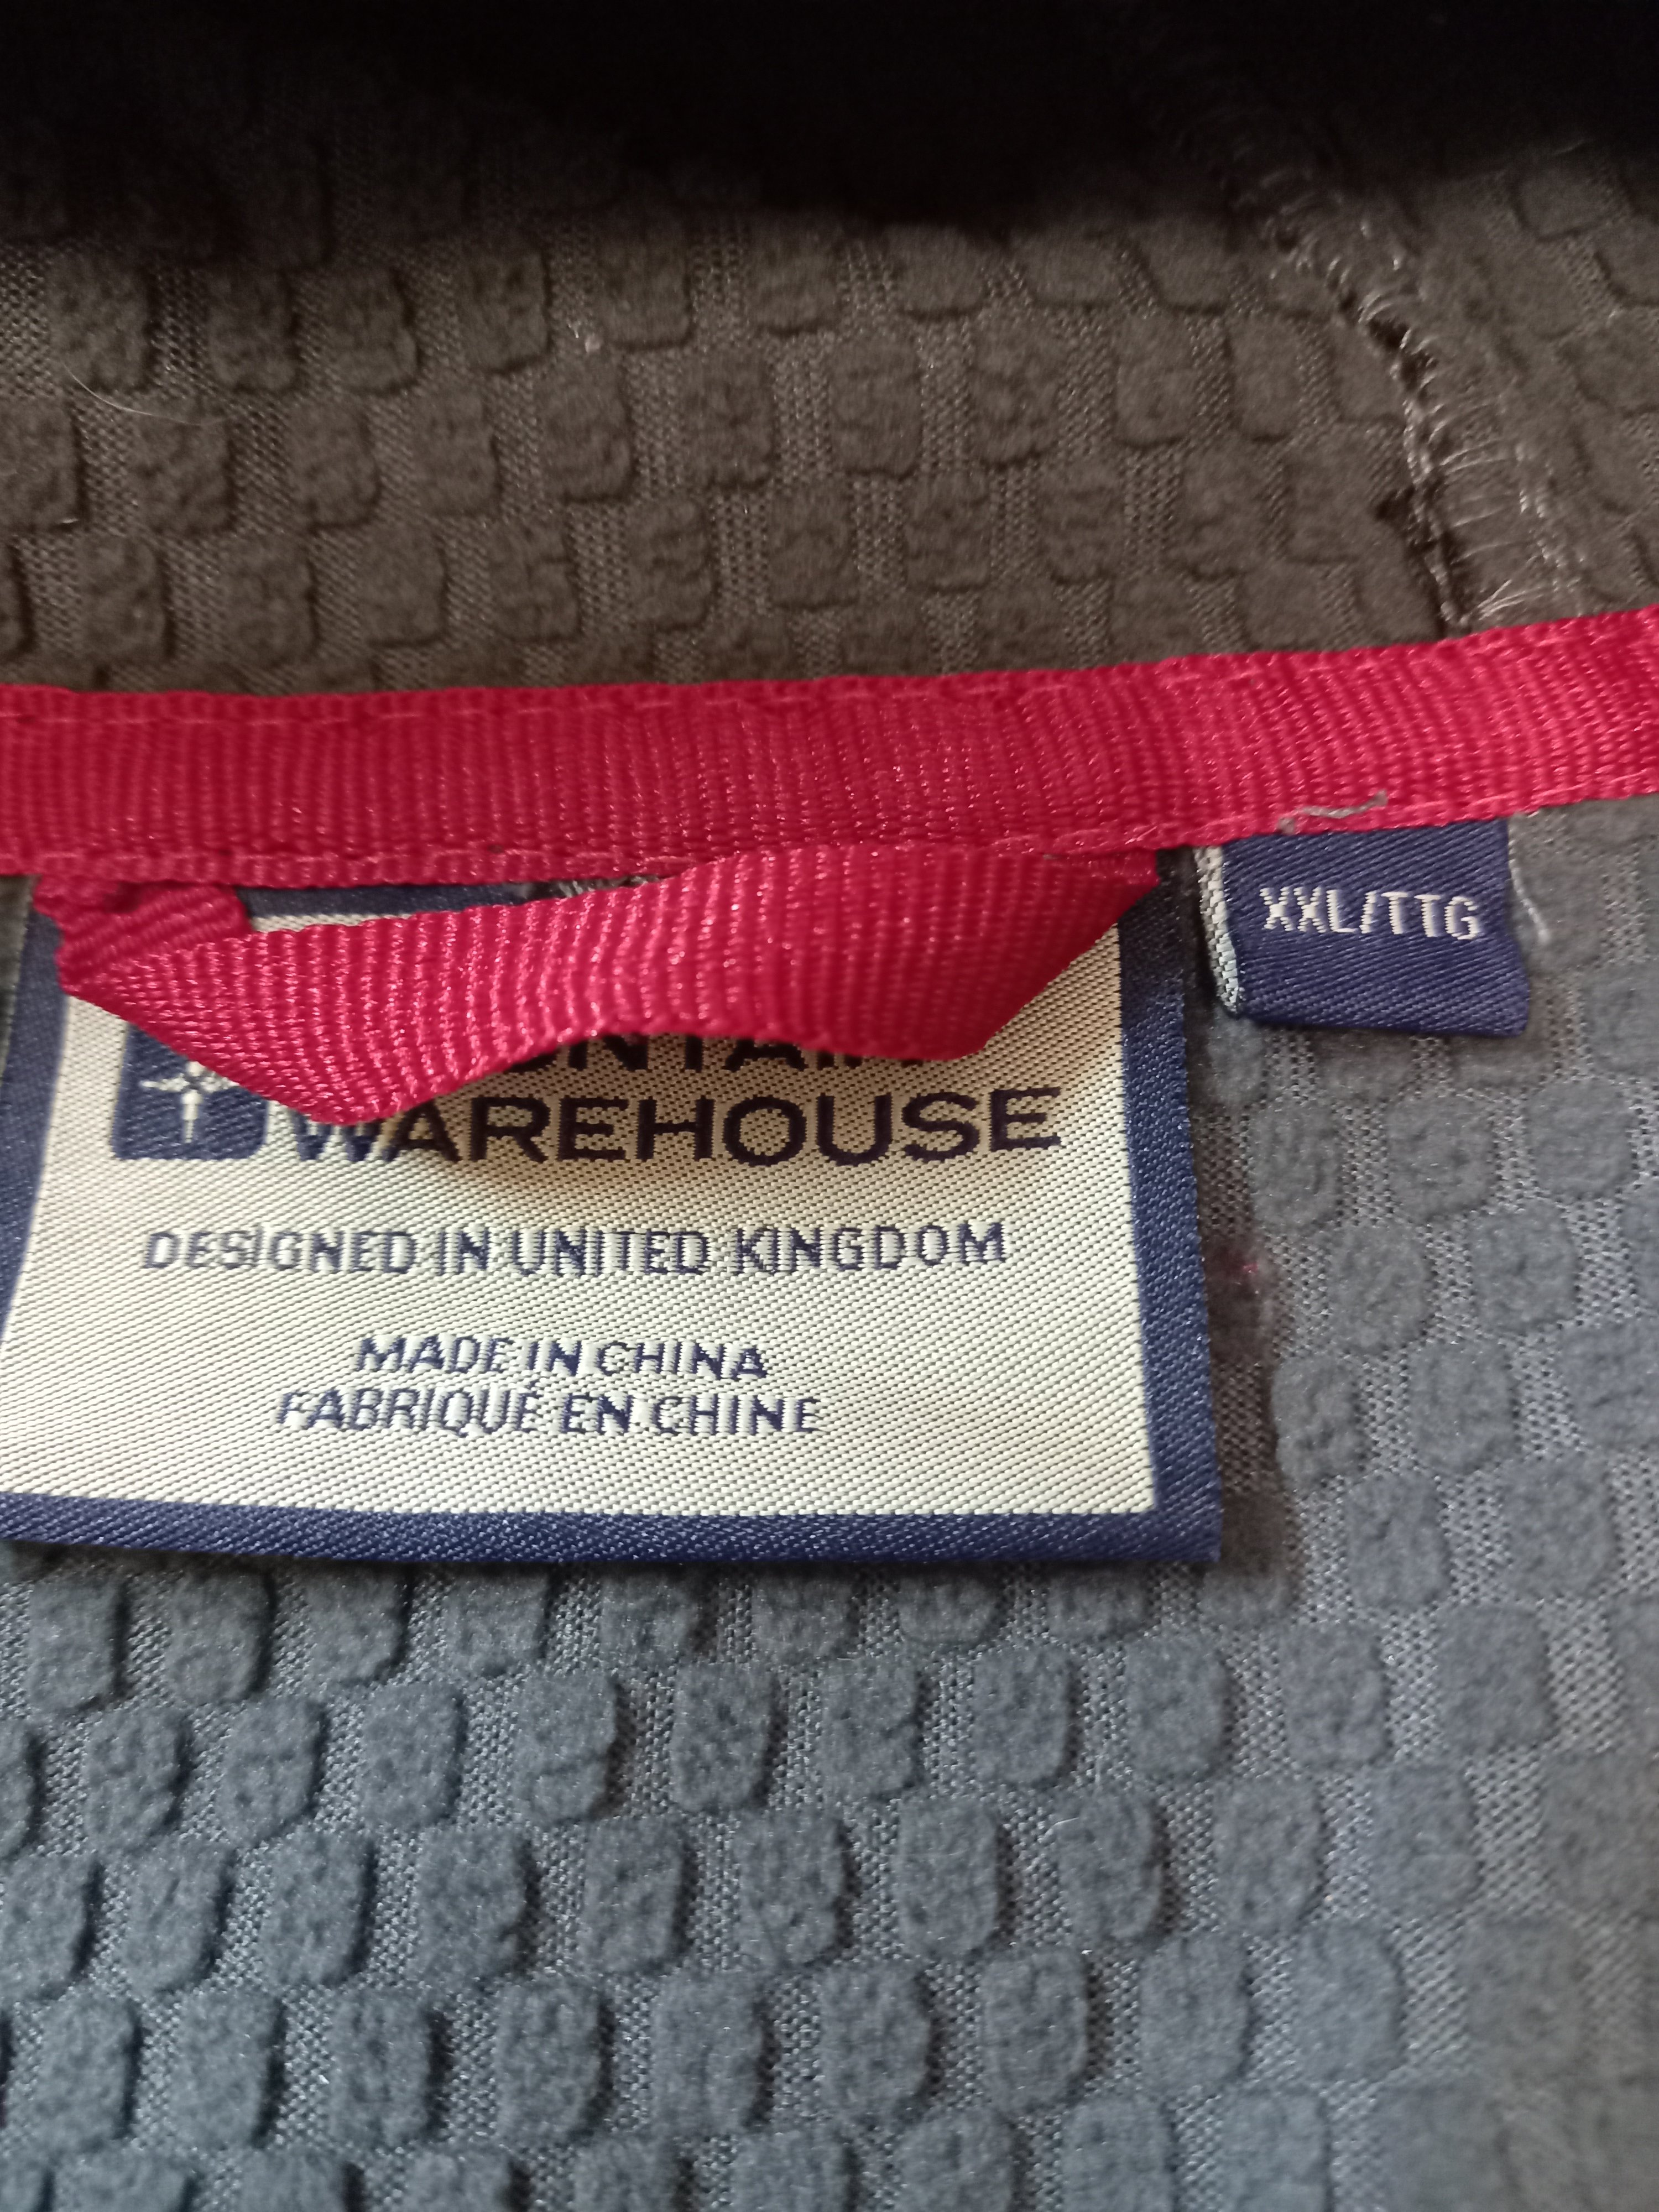 XXL/TTG
WAREHOUSE
DESIGNED IN UNITED KINGDOM
MADE IN CHINA
FABRIQUÉ EN CHINE